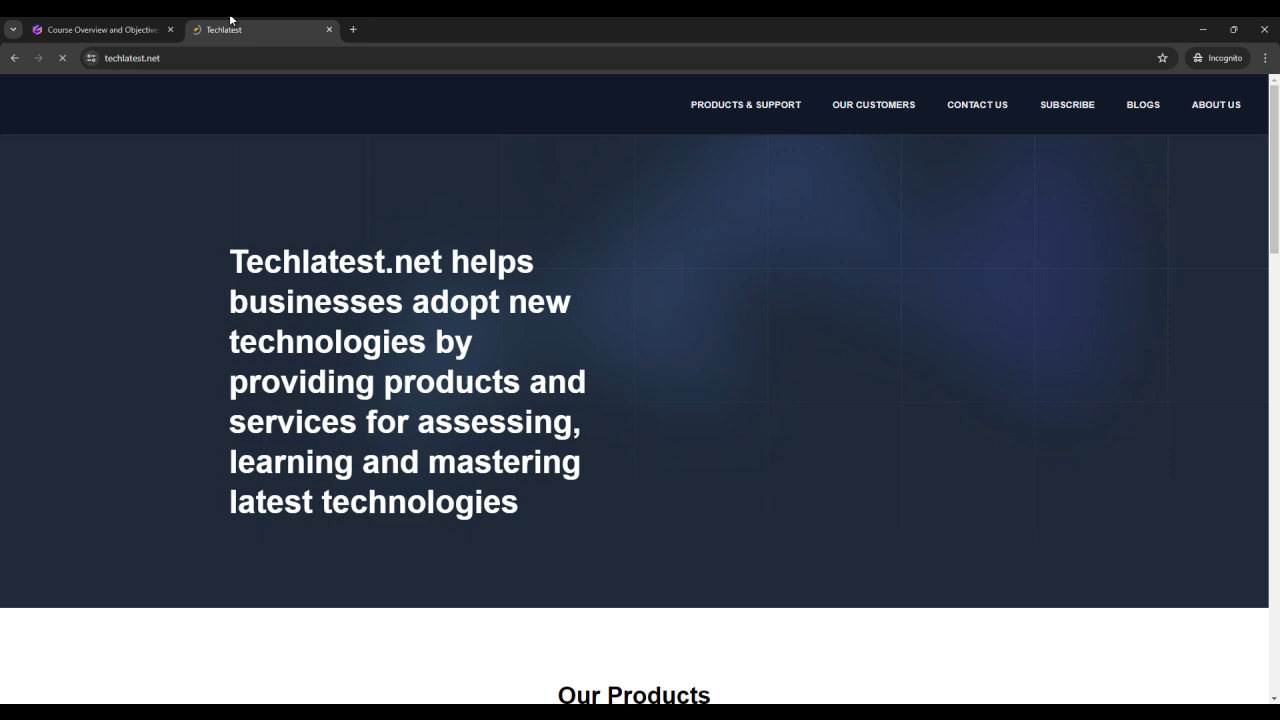 Course Overview and Objective
Techlatest
techlatest.net
Incognito
PRODUCTS & SUPPORT
OUR CUSTOMERS
CONTACT US
SUBSCRIBE
BLOGS
ABOUT US
Techlatest.net helps
businesses adopt new
technologies by
providing products and
services for assessing,
learning and mastering
latest technologies
Our Products